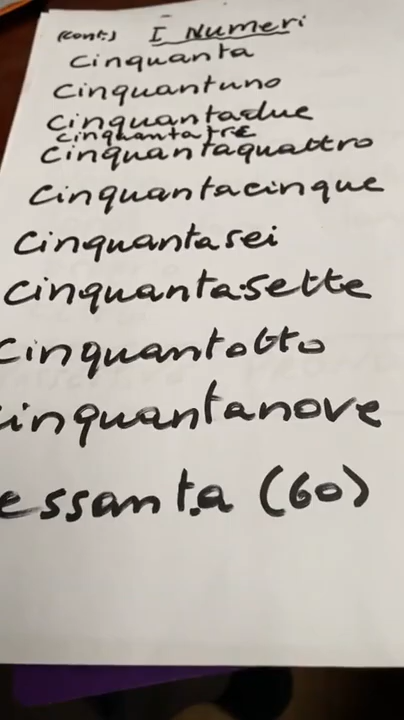 (cont.) I Numeri
cinquanta
cinquantuno
cinquantadue
cinquantatre
cinquantaquattro
cinquantacinque
cinquantasei
cinquantasette
cinquantotto
inquantanove
essanta (60)